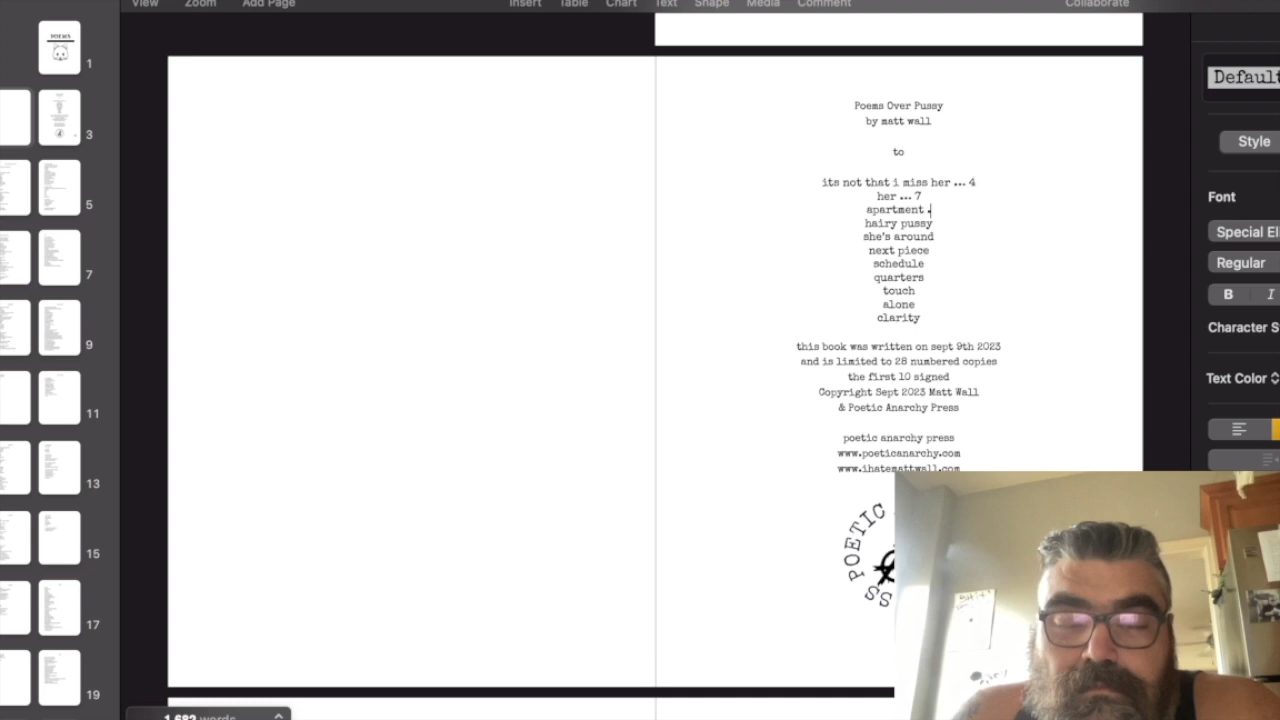 View Zoom Add Page Insert Table Chart Text Shape Media Comment Collaborate
1
3
5
7
9
11
13
15
17
19
Poems Over Pussy
by matt wall
to
its not that i miss her ... 4
her ... 7
apartment .
hairy pussy
she's around
next piece
schedule
quarters
touch
alone
clarity
this book was written on sept 9th 2023
and is limited to 28 numbered copies
the first 10 signed
Copyright Sept 2023 Matt Wall
& Poetic Anarchy Press
poetic anarchy press
www.poeticanarchy.com
www.ihatemattwall.com
POETIC
SS
1,682 words
Default
Style
Font
Special El
Regular
B I
Character S
Text Color